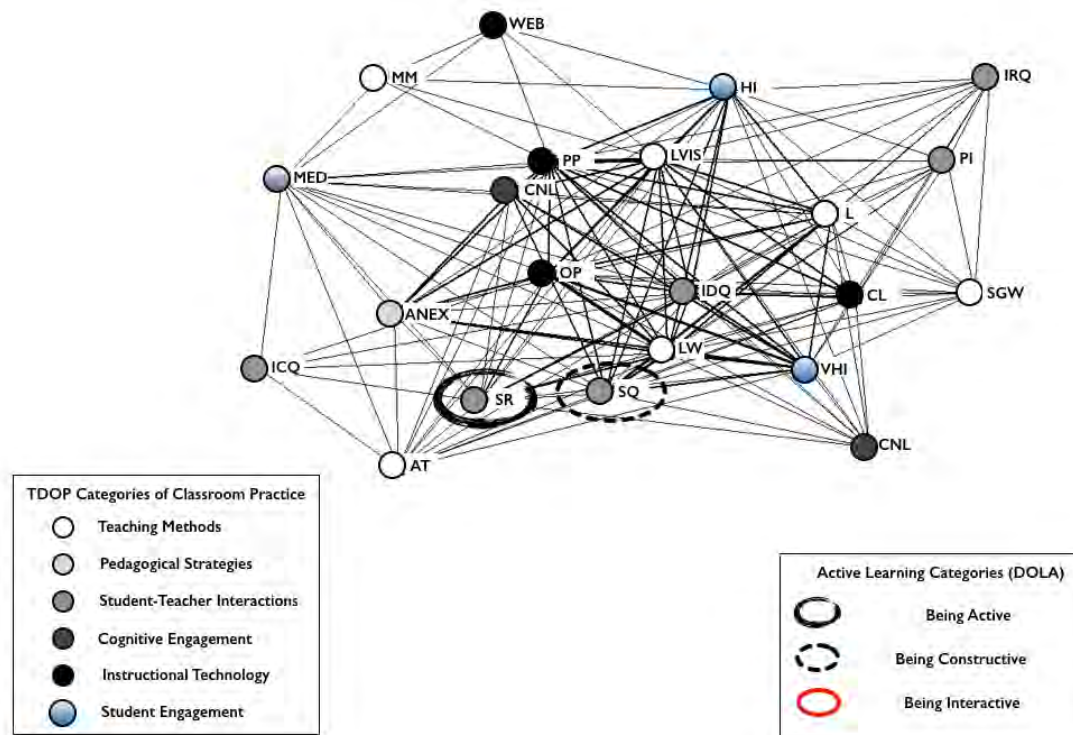 WEB
MM
HI
IRQ
PP
LVIS
PI
MED
CNL
L
OP
IDQ
CL
SGW
ANEX
LW
ICQ
VHI
SR
SQ
CNL
AT
TDOP Categories of Classroom Practice
Teaching Methods
Pedagogical Strategies
Student-Teacher Interactions
Cognitive Engagement
Instructional Technology
Student Engagement
Active Learning Categories (DOLA)
Being Active
Being Constructive
Being Interactive